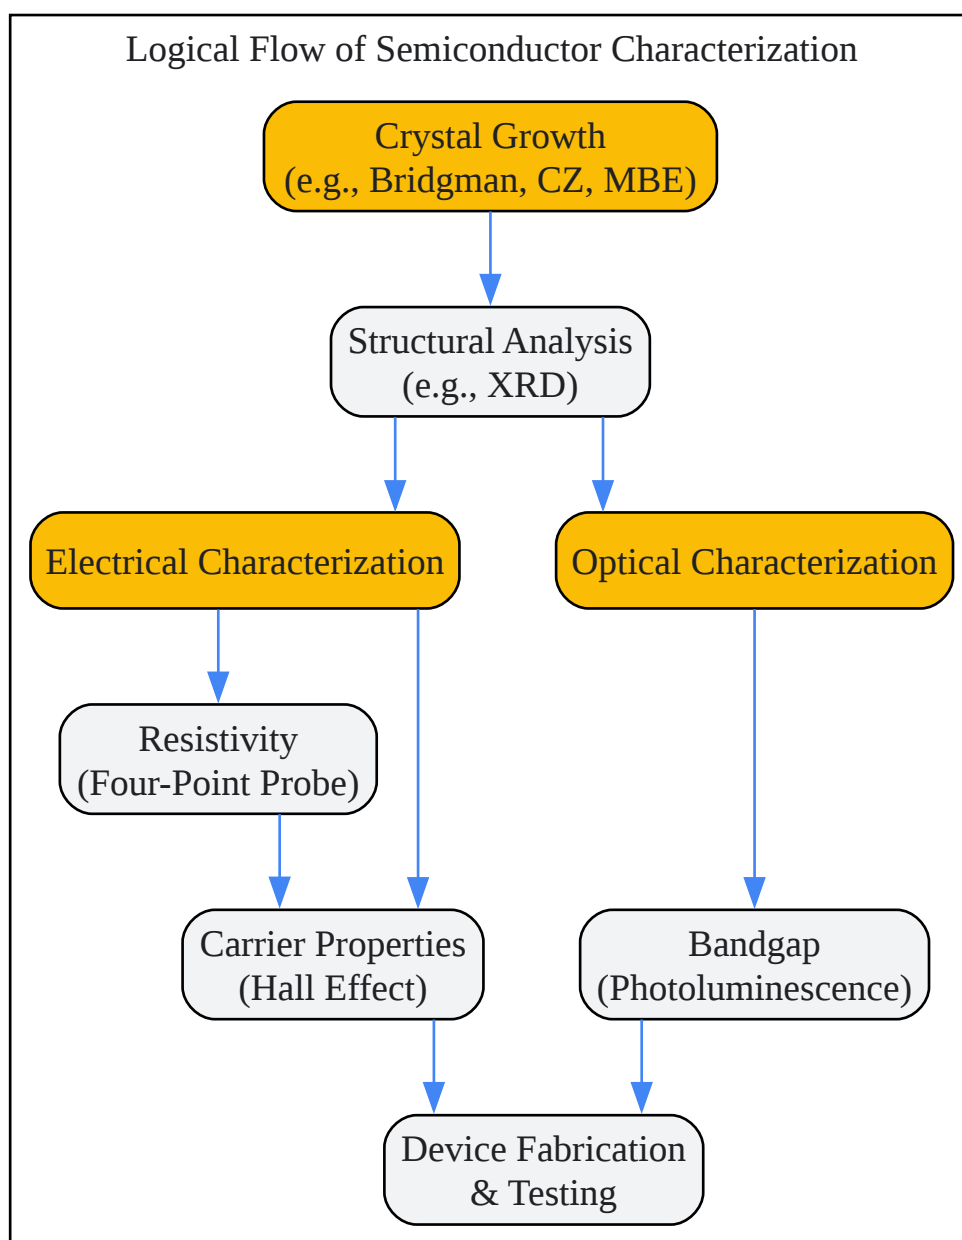 Logical Flow of Semiconductor Characterization
Crystal Growth
(e.g., Bridgman, CZ, MBE)
Structural Analysis
(e.g., XRD)
Electrical Characterization
Optical Characterization
Resistivity
(Four-Point Probe)
Carrier Properties
(Hall Effect)
Bandgap
(Photoluminescence)
Device Fabrication
& Testing